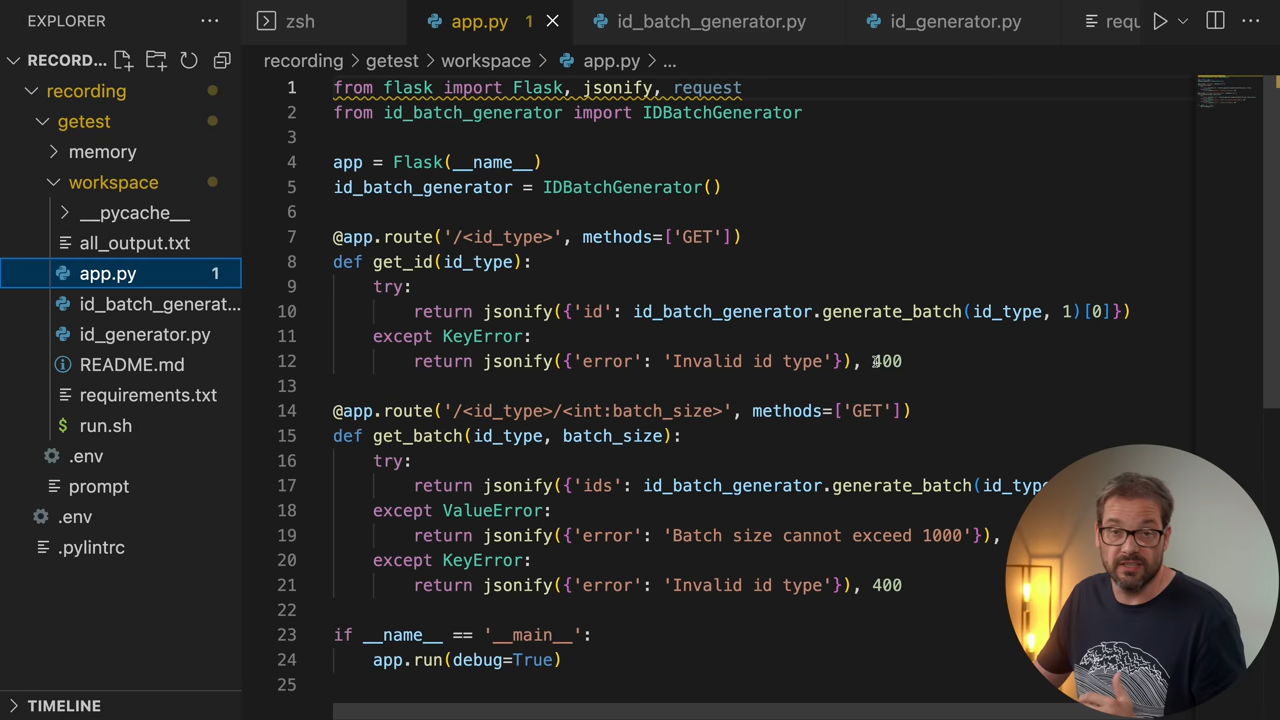 EXPLORER
zsh
app.py 1
id_batch_generator.py
id_generator.py
requ
RECORD...
recording > getest > workspace > app.py > ...
recording
getest
memory
workspace
__pycache__
all_output.txt
app.py 1
id_batch_generat...
id_generator.py
README.md
requirements.txt
$ run.sh
.env
prompt
.env
.pylintrc
TIMELINE
1 from flask import Flask, jsonify, request
2 from id_batch_generator import IDBatchGenerator
3
4 app = Flask(__name__)
5 id_batch_generator = IDBatchGenerator()
6
7 @app.route('/<id_type>', methods=['GET'])
8 def get_id(id_type):
9 try:
10 return jsonify({'id': id_batch_generator.generate_batch(id_type, 1)[0]})
11 except KeyError:
12 return jsonify({'error': 'Invalid id type'}), 400
13
14 @app.route('/<id_type>/<int:batch_size>', methods=['GET'])
15 def get_batch(id_type, batch_size):
16 try:
17 return jsonify({'ids': id_batch_generator.generate_batch(id_type
18 except ValueError:
19 return jsonify({'error': 'Batch size cannot exceed 1000'}),
20 except KeyError:
21 return jsonify({'error': 'Invalid id type'}), 400
22
23 if __name__ == '__main__':
24 app.run(debug=True)
25